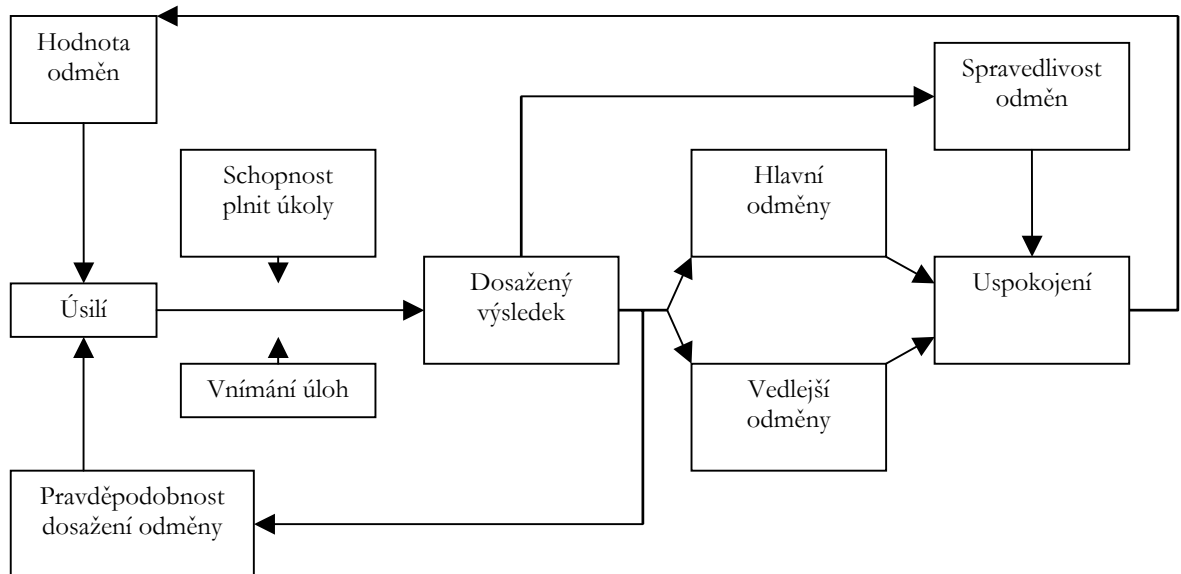 Hodnota
odměn
Spravedlivost
odměn
Schopnost
plnit úkoly
Hlavní
odměny
Úsilí
Dosažený
výsledek
Uspokojení
Vnímání úloh
Vedlejší
odměny
Pravděpodobnost
dosažení odměny